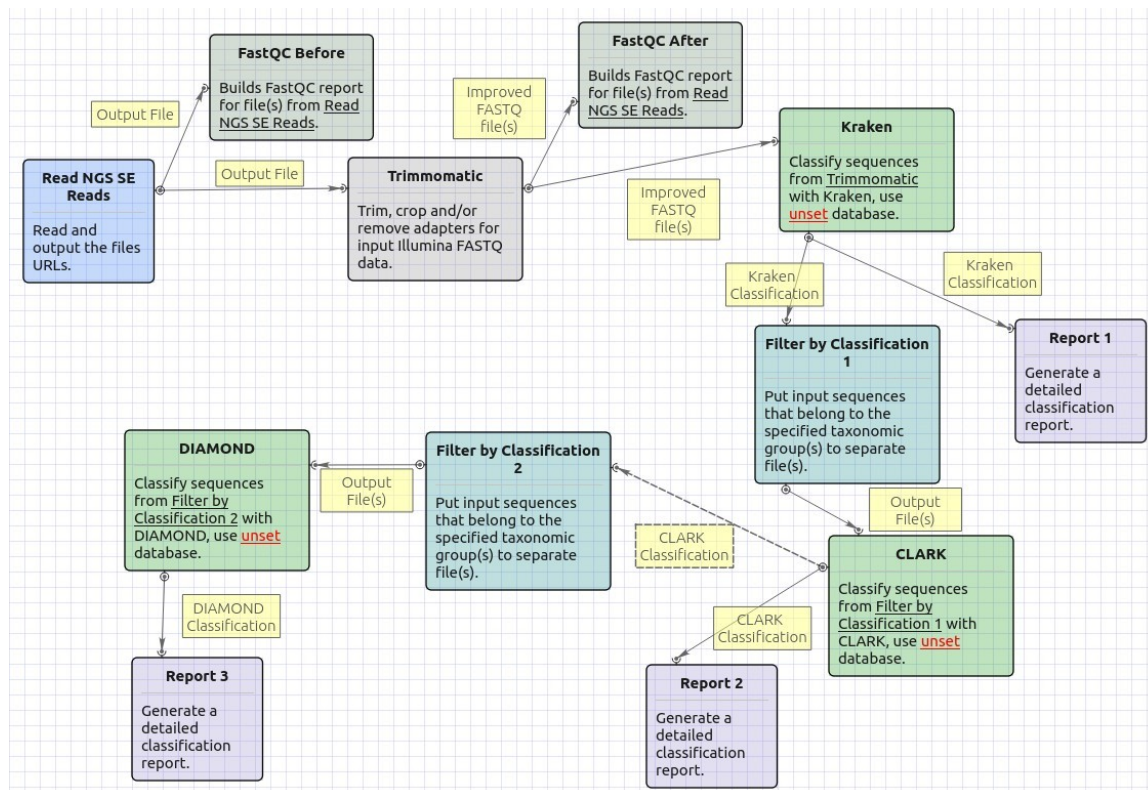 FastQC Before
Builds FastQC report
for file(s) from Read
NGS SE Reads.
FastQC After
Builds FastQC report
for file(s) from Read
NGS SE Reads.
Output File
Improved
FASTQ
file(s)
Kraken
Classify sequences
from Trimmomatic
with Kraken, use
unset database.
Read NGS SE
Reads
Read and
output the files
URLs.
Output File
Trimmomatic
Trim, crop and/or
remove adapters for
input Illumina FASTQ
data.
Improved
FASTQ
file(s)
Kraken
Classification
Kraken
Classification
Filter by Classification
1
Put input sequences
that belong to the
specified taxonomic
group(s) to separate
file(s).
Report 1
Generate a
detailed
classification
report.
DIAMOND
Classify sequences
from Filter by
Classification 2 with
DIAMOND, use unset
database.
Output
File(s)
Filter by Classification
2
Put input sequences
that belong to the
specified taxonomic
group(s) to separate
file(s).
Output
File(s)
CLARK
Classification
CLARK
Classify sequences
from Filter by
Classification 1 with
CLARK, use unset
database.
DIAMOND
Classification
CLARK
Classification
Report 3
Generate a
detailed
classification
report.
Report 2
Generate a
detailed
classification
report.